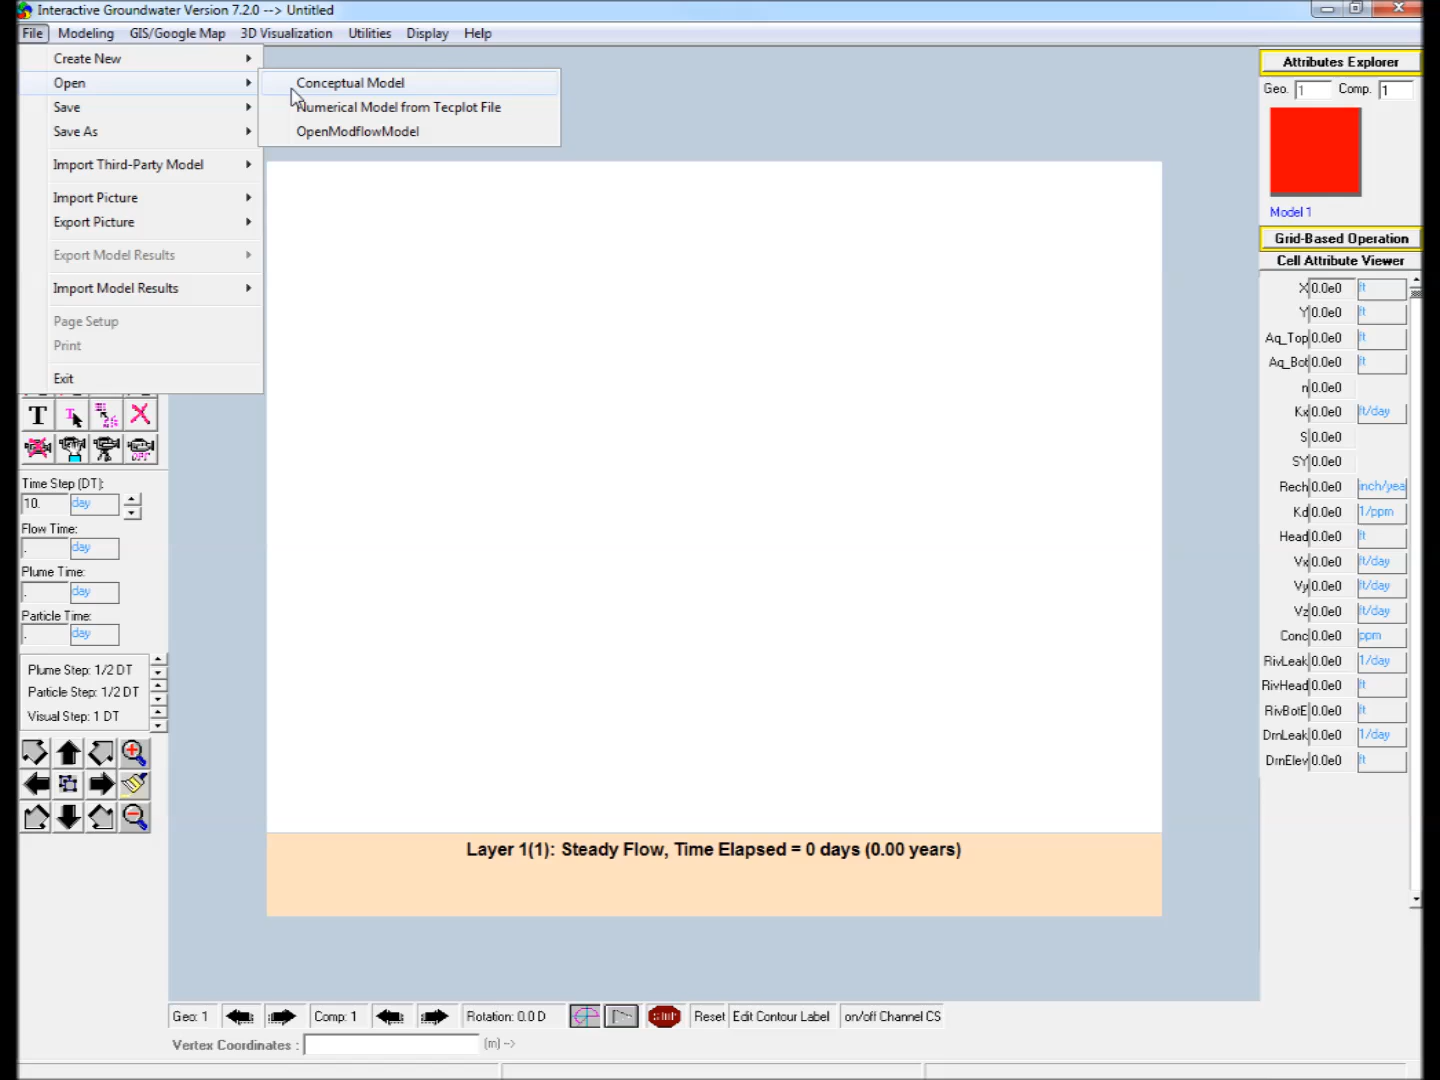 Interactive Groundwater Version 7.2.0 --> Untitled
File Modeling GIS/Google Map 3D Visualization Utilities Display Help
Create New
Open
Save
Save As
Import Third-Party Model
Import Picture
Export Picture
Export Model Results
Import Model Results
Page Setup
Print
Exit
Conceptual Model
Numerical Model from Tecplot File
OpenModflowModel
T
OPT
Time Step (DT):
10. day
Flow Time:
. day
Plume Time:
. day
Particle Time:
. day
Plume Step: 1/2 DT
Particle Step: 1/2 DT
Visual Step: 1 DT
Layer 1(1): Steady Flow, Time Elapsed = 0 days (0.00 years)
Attributes Explorer
Geo. 1 Comp. 1
Model 1
Grid-Based Operation
Cell Attribute Viewer
X 0.0e0 ft
Y 0.0e0 ft
Aq_Top 0.0e0 ft
Aq_Bot 0.0e0 ft
n 0.0e0
Kx 0.0e0 ft/day
S 0.0e0
SY 0.0e0
Rech 0.0e0 inch/yea
Kd 0.0e0 1/ppm
Head 0.0e0 ft
Vx 0.0e0 ft/day
Vy 0.0e0 ft/day
Vz 0.0e0 ft/day
Conc 0.0e0 ppm
RivLeak 0.0e0 1/day
RivHead 0.0e0 ft
RivBotE 0.0e0 ft
DrnLeak 0.0e0 1/day
DrnElev 0.0e0 ft
Geo: 1 Comp: 1 Rotation: 0.0 D Reset Edit Contour Label on/off Channel CS
Vertex Coordinates : (m) ->